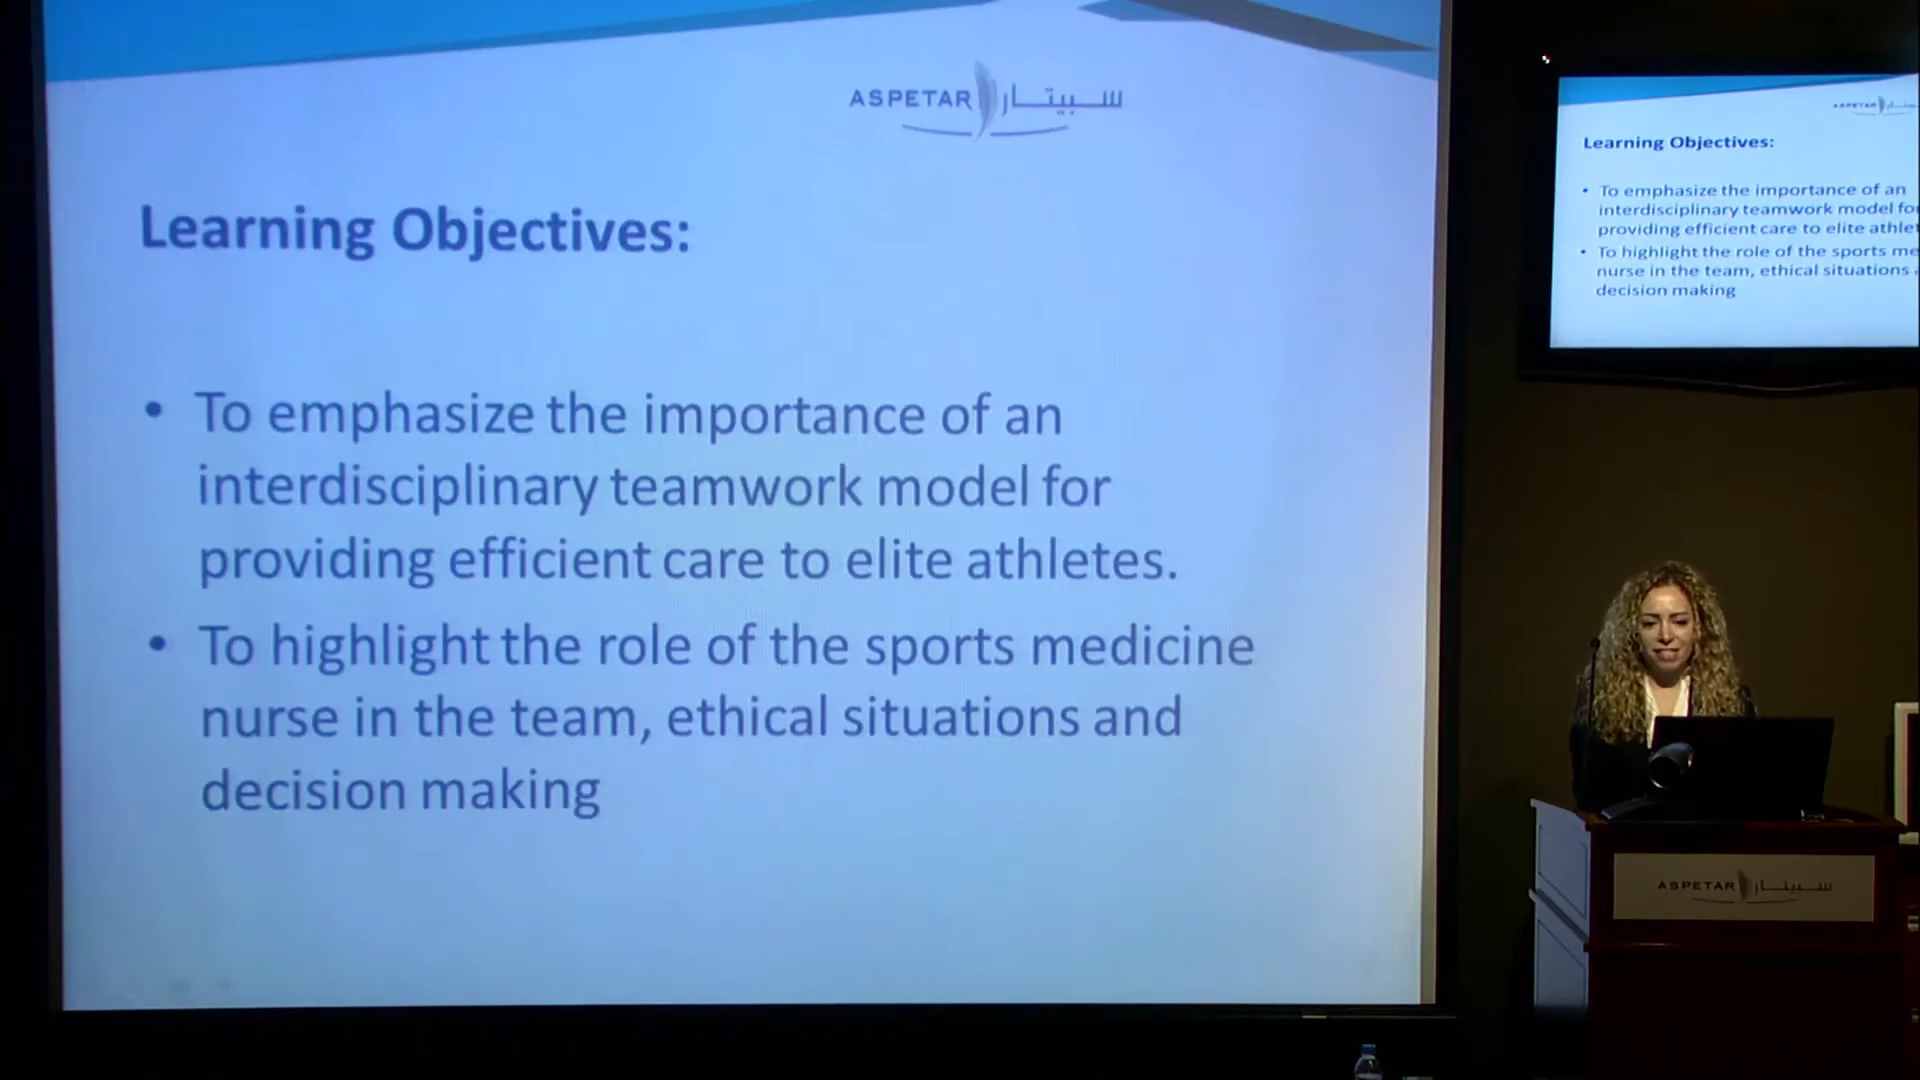 ASPETAR سبيتار
Learning Objectives:
• To emphasize the importance of an
interdisciplinary teamwork model for
providing efficient care to elite athletes.
• To highlight the role of the sports medicine
nurse in the team, ethical situations and
decision making
ASPETAR
Learning Objectives:
• To emphasize the importance of an
interdisciplinary teamwork model fo
providing efficient care to elite athle
• To highlight the role of the sports me
nurse in the team, ethical situations
decision making
ASPETAR سبيتار